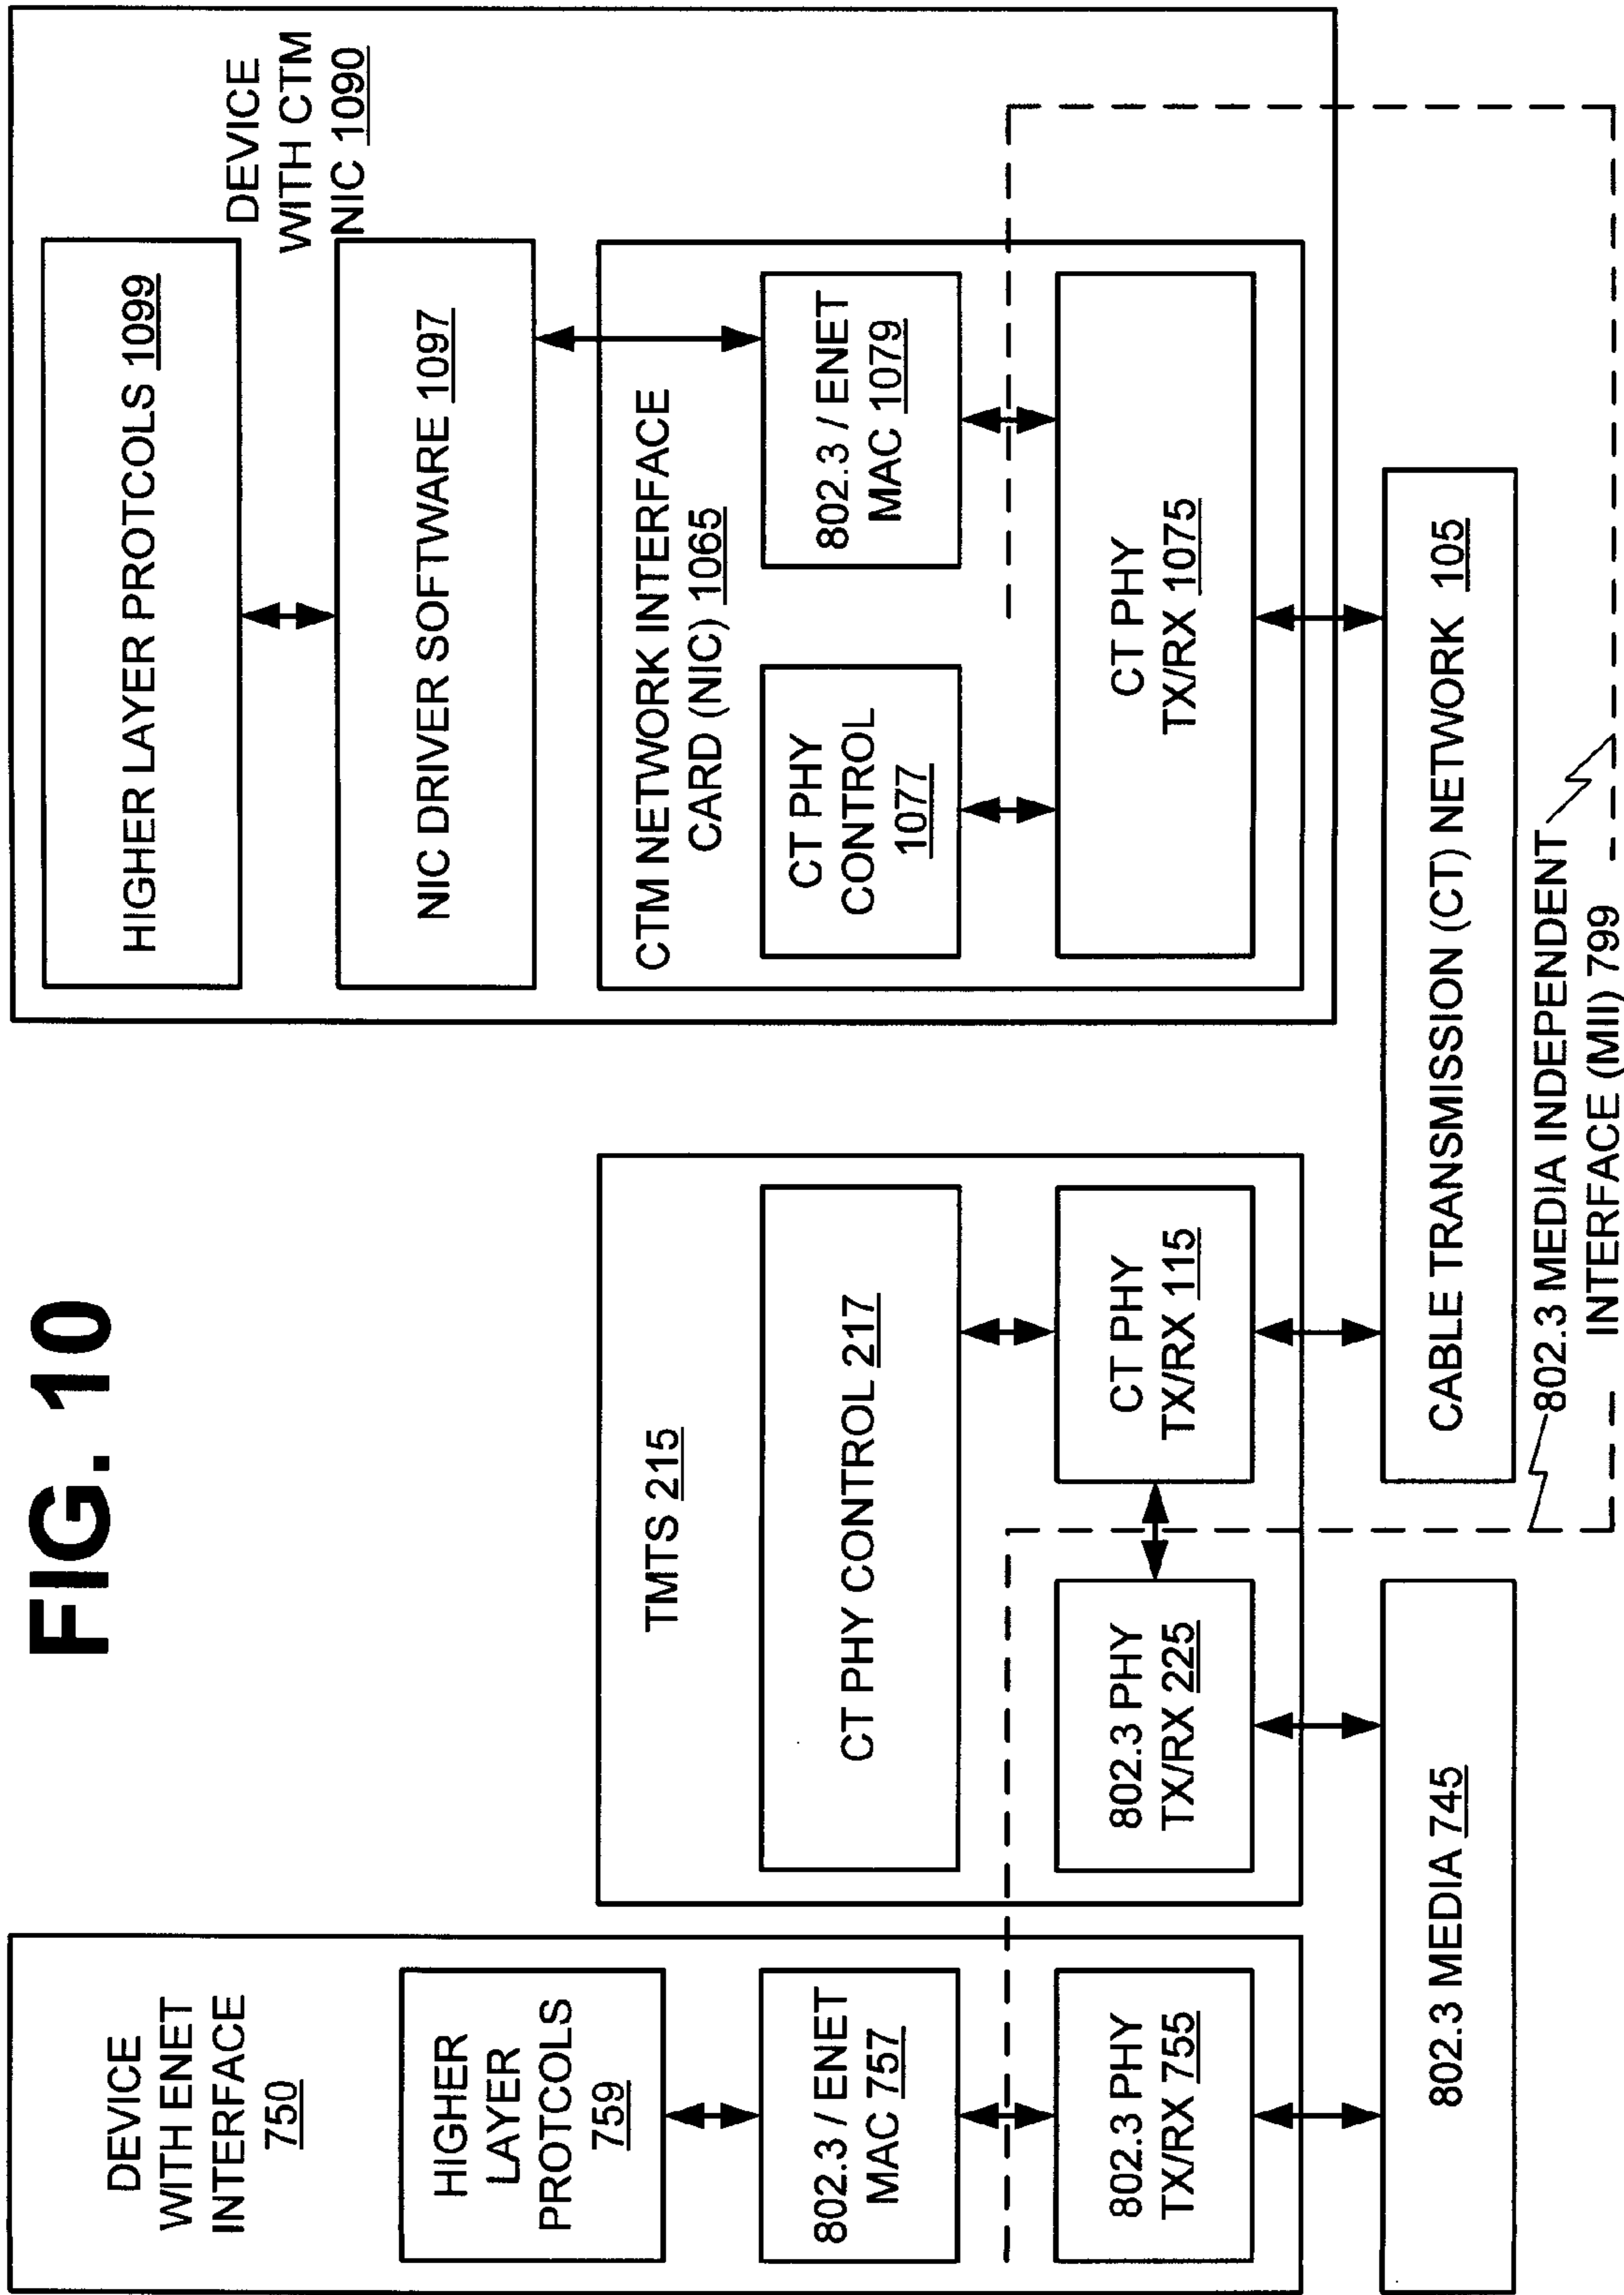 FIG. 10
DEVICE
WITH ENET
INTERFACE
750
HIGHER
LAYER
PROTCOLS
759
802.3 / ENET
MAC 757
802.3 PHY
TX/RX 755
802.3 MEDIA 745
TMTS 215
CT PHY CONTROL 217
802.3 PHY
TX/RX 225
CT PHY
TX/RX 115
DEVICE
WITH CTM
NIC 1090
HIGHER LAYER PROTCOLS 1099
NIC DRIVER SOFTWARE 1097
CTM NETWORK INTERFACE
CARD (NIC) 1065
CT PHY
CONTROL
1077
802.3 / ENET
MAC 1079
CT PHY
TX/RX 1075
CABLE TRANSMISSION (CT) NETWORK 105
802.3 MEDIA INDEPENDENT
INTERFACE (MII) 799